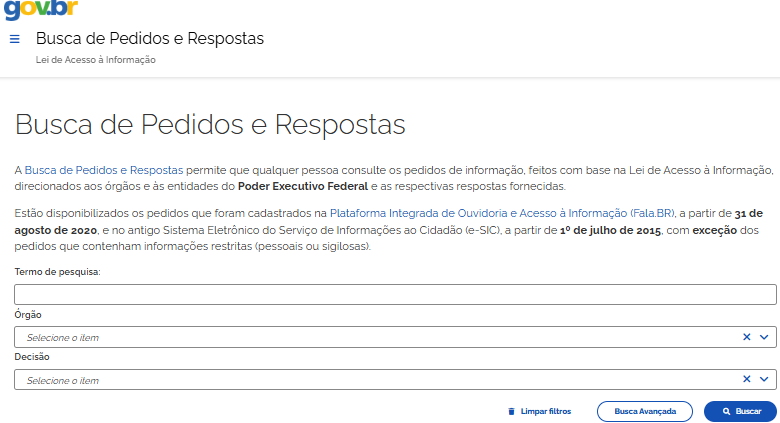 gov.br
Busca de Pedidos e Respostas
Lei de Acesso à Informação
Busca de Pedidos e Respostas
A Busca de Pedidos e Respostas permite que qualquer pessoa consulte os pedidos de informação, feitos com base na Lei de Acesso à Informação,
direcionados aos órgãos e às entidades do Poder Executivo Federal e as respectivas respostas fornecidas.
Estão disponibilizados os pedidos que foram cadastrados na Plataforma Integrada de Ouvidoria e Acesso à Informação (Fala.BR), a partir de 31 de
agosto de 2020, e no antigo Sistema Eletrônico do Serviço de Informações ao Cidadão (e-SIC), a partir de 1º de julho de 2015, com exceção dos
pedidos que contenham informações restritas (pessoais ou sigilosas).
Termo de pesquisa:
Órgão
Selecione o item
Decisão
Selecione o item
Limpar filtros Busca Avançada Buscar